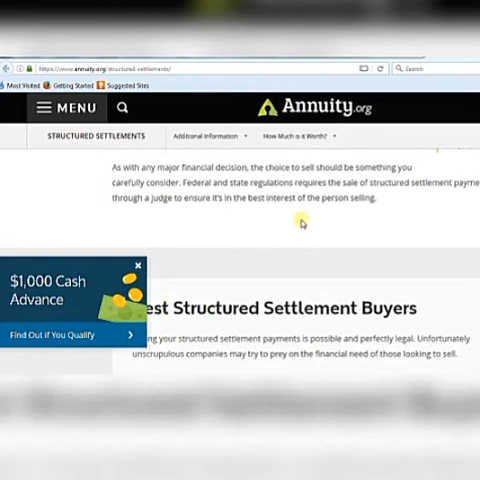 https://www.annuity.org/structured-settlements/
Search
Most Visited Getting Started Suggested Sites
MENU
Annuity.org
STRUCTURED SETTLEMENTS Additional Information How Much is it Worth?
As with any major financial decision, the choice to sell should be something you
carefully consider. Federal and state regulations requires the sale of structured settlement payme
through a judge to ensure it's in the best interest of the person selling.
$1,000 Cash
Advance
Find Out if You Qualify
est Structured Settlement Buyers
ing your structured settlement payments is possible and perfectly legal. Unfortunately
unscrupulous companies may try to prey on the financial need of those looking to sell.